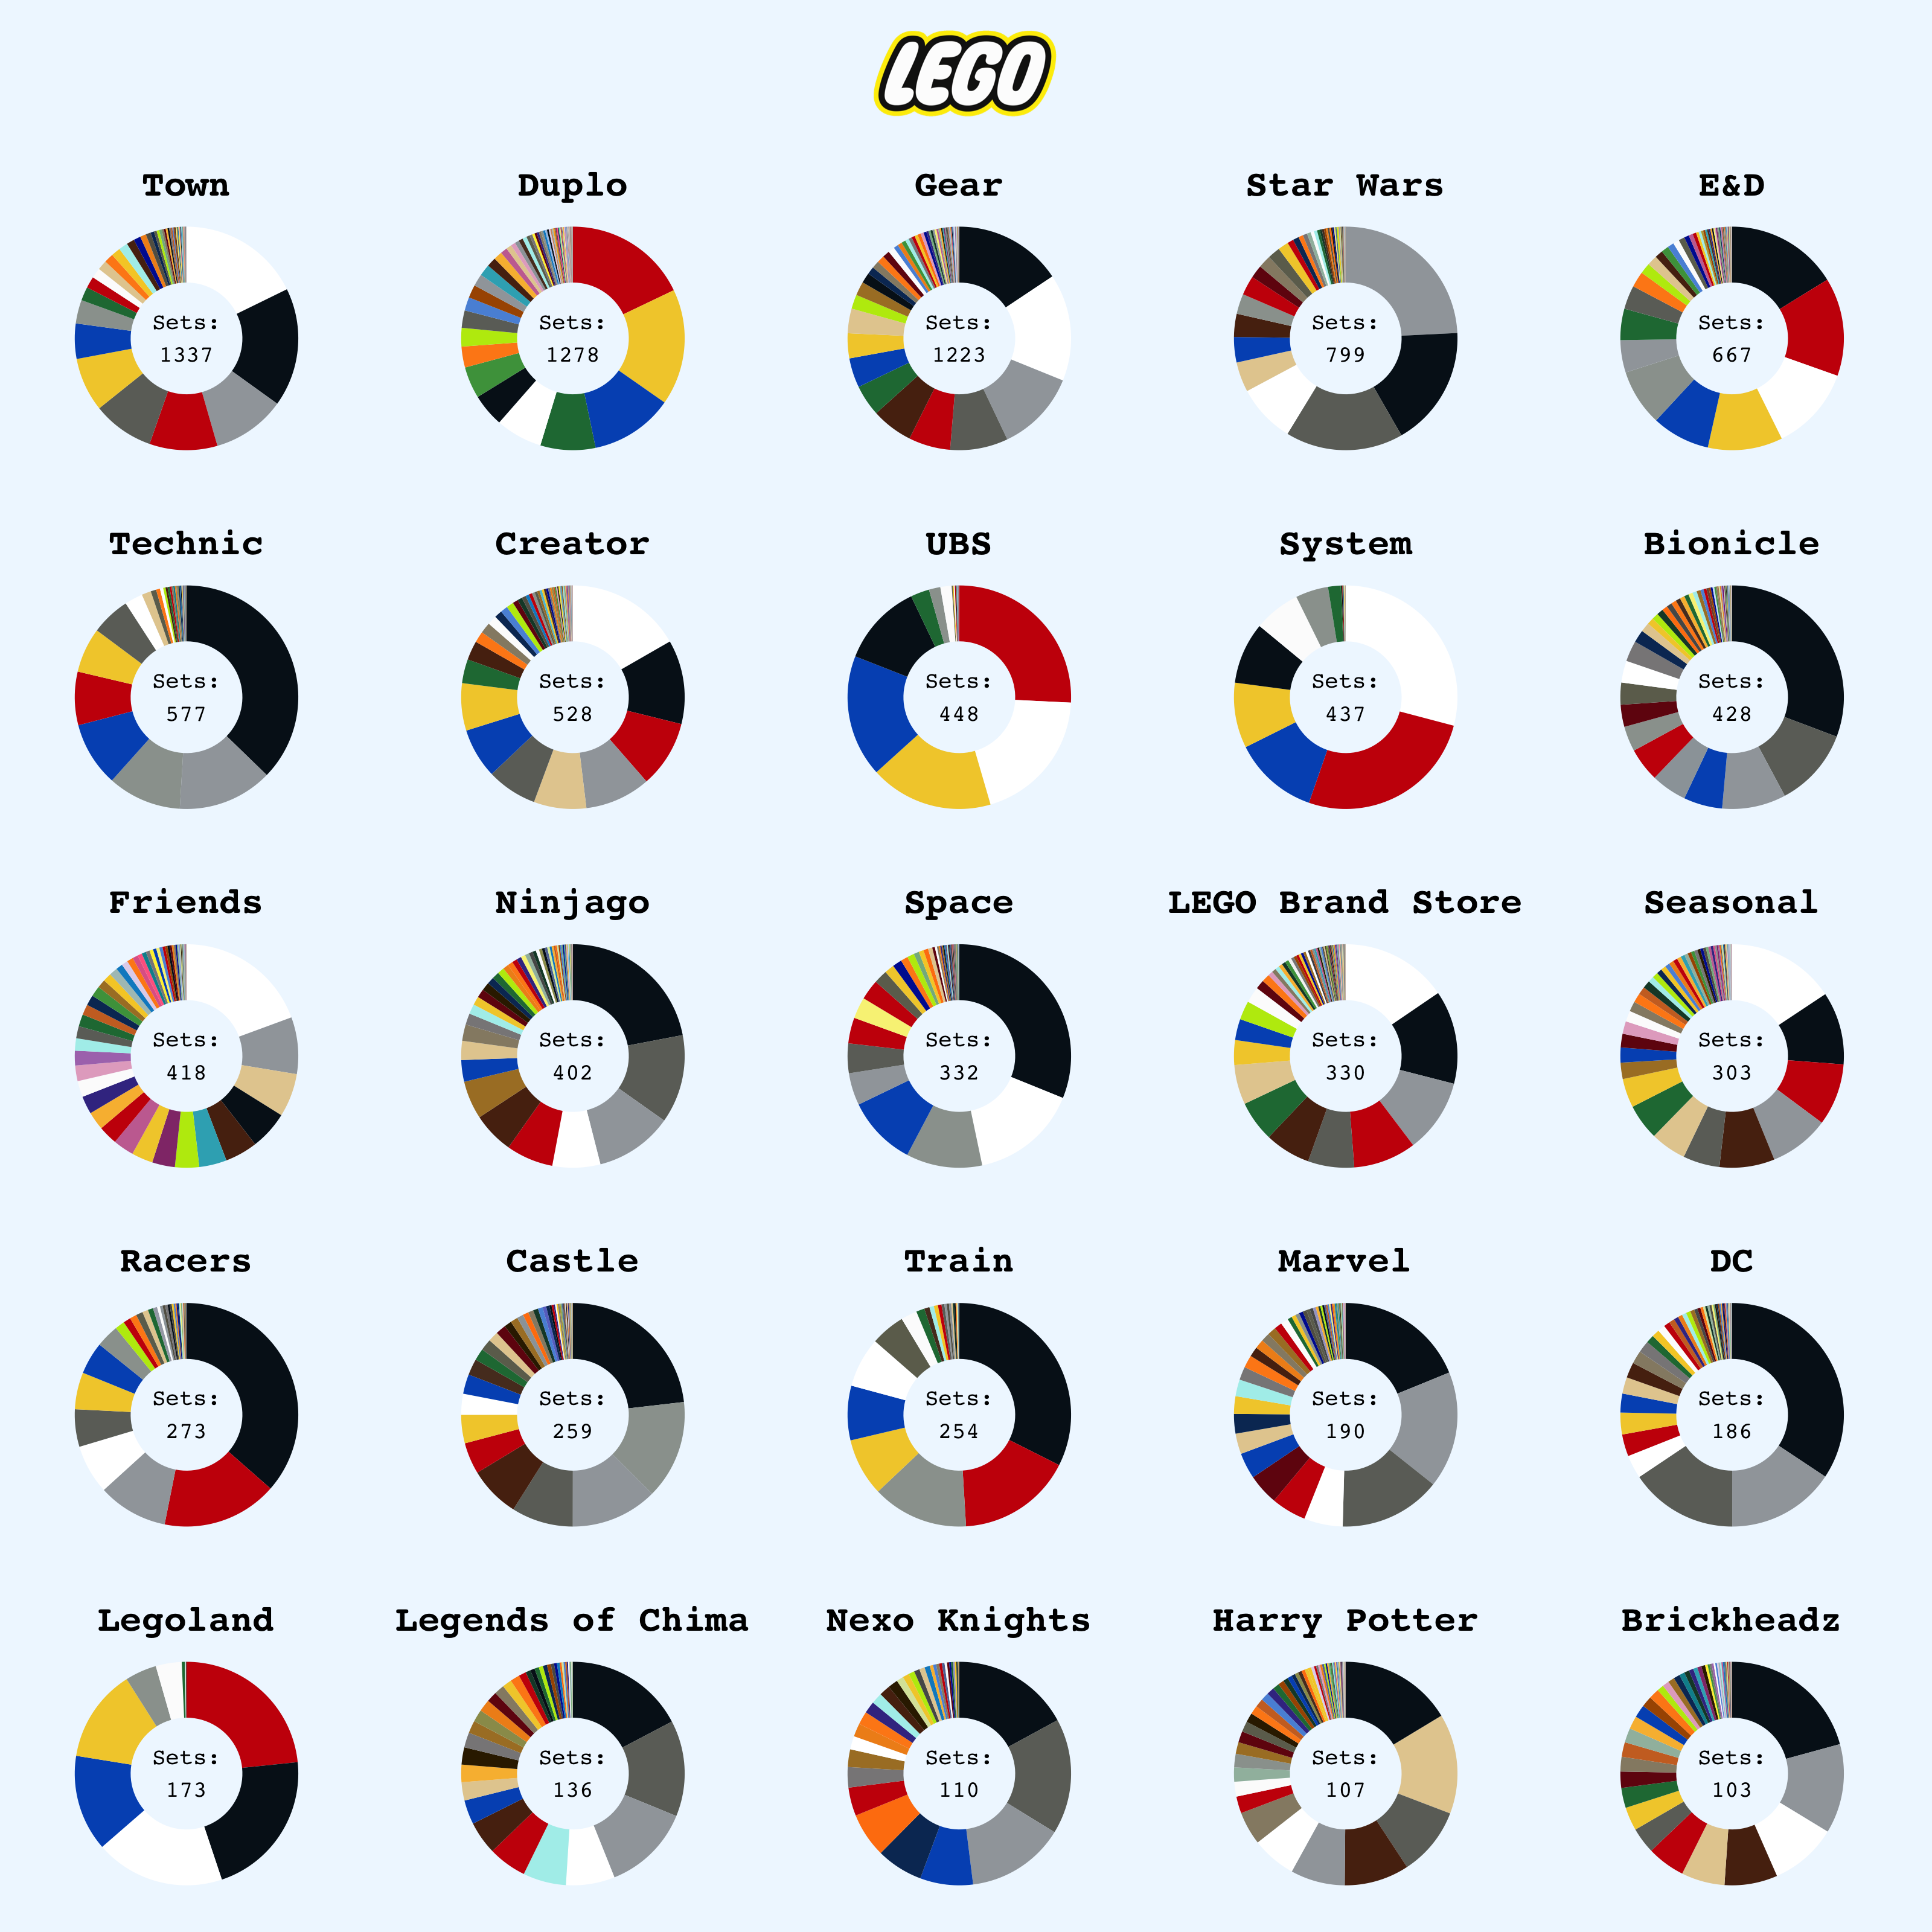 LEGO
Town
Duplo
Gear
Star Wars
E&D
Sets:
1337
Sets:
1278
Sets:
1223
Sets:
799
Sets:
667
Technic
Creator
UBS
System
Bionicle
Sets:
577
Sets:
528
Sets:
448
Sets:
437
Sets:
428
Friends
Ninjago
Space
LEGO Brand Store
Seasonal
Sets:
418
Sets:
402
Sets:
332
Sets:
330
Sets:
303
Racers
Castle
Train
Marvel
DC
Sets:
273
Sets:
259
Sets:
254
Sets:
190
Sets:
186
Legoland
Legends of Chima
Nexo Knights
Harry Potter
Brickheadz
Sets:
173
Sets:
136
Sets:
110
Sets:
107
Sets:
103